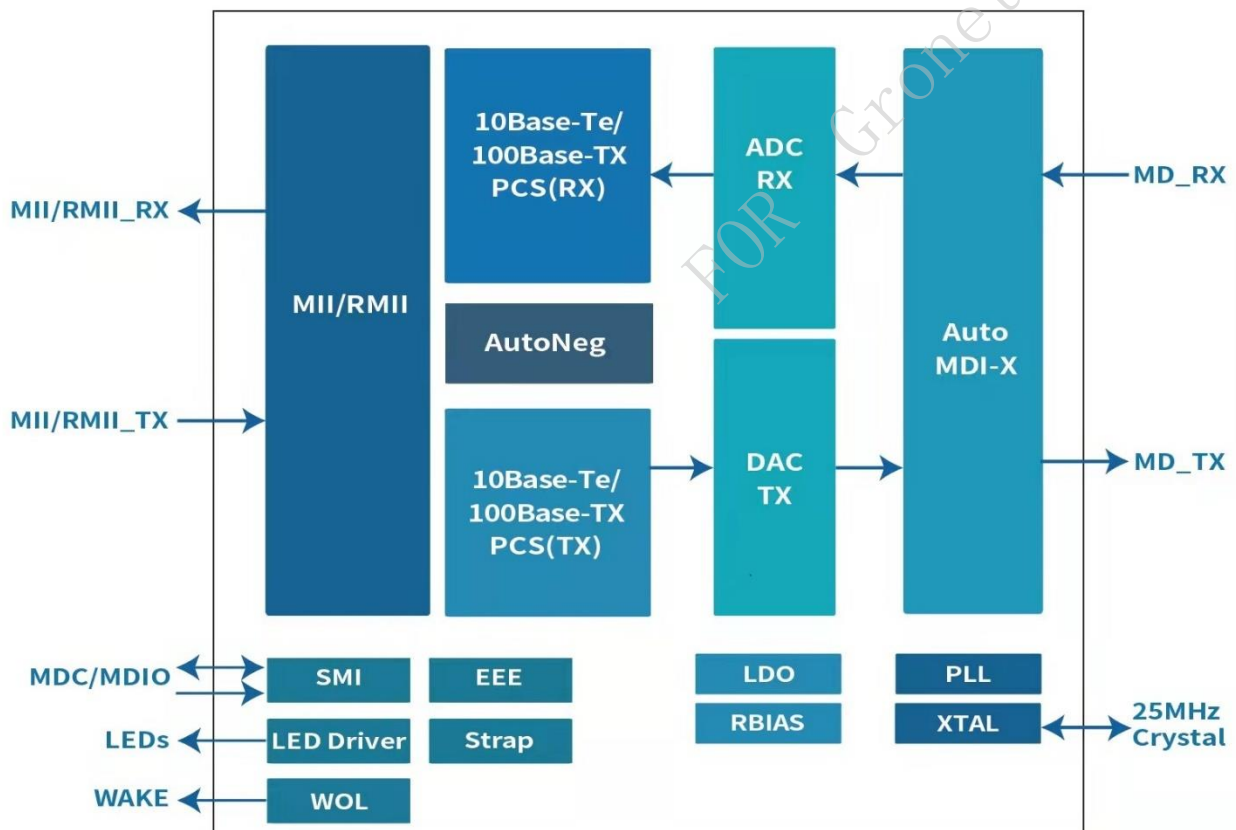 10Base-Te/
100Base-TX
PCS(RX)
ADC
RX
MD_RX
MII/RMII_RX
MII/RMII
AutoNeg
Auto
MDI-X
MII/RMII_TX
10Base-Te/
100Base-TX
PCS(TX)
DAC
TX
MD_TX
MDC/MDIO
SMI
EEE
LDO
PLL
LEDs
LED Driver
Strap
RBIAS
XTAL
25MHz
Crystal
WAKE
WOL
FOR Grone